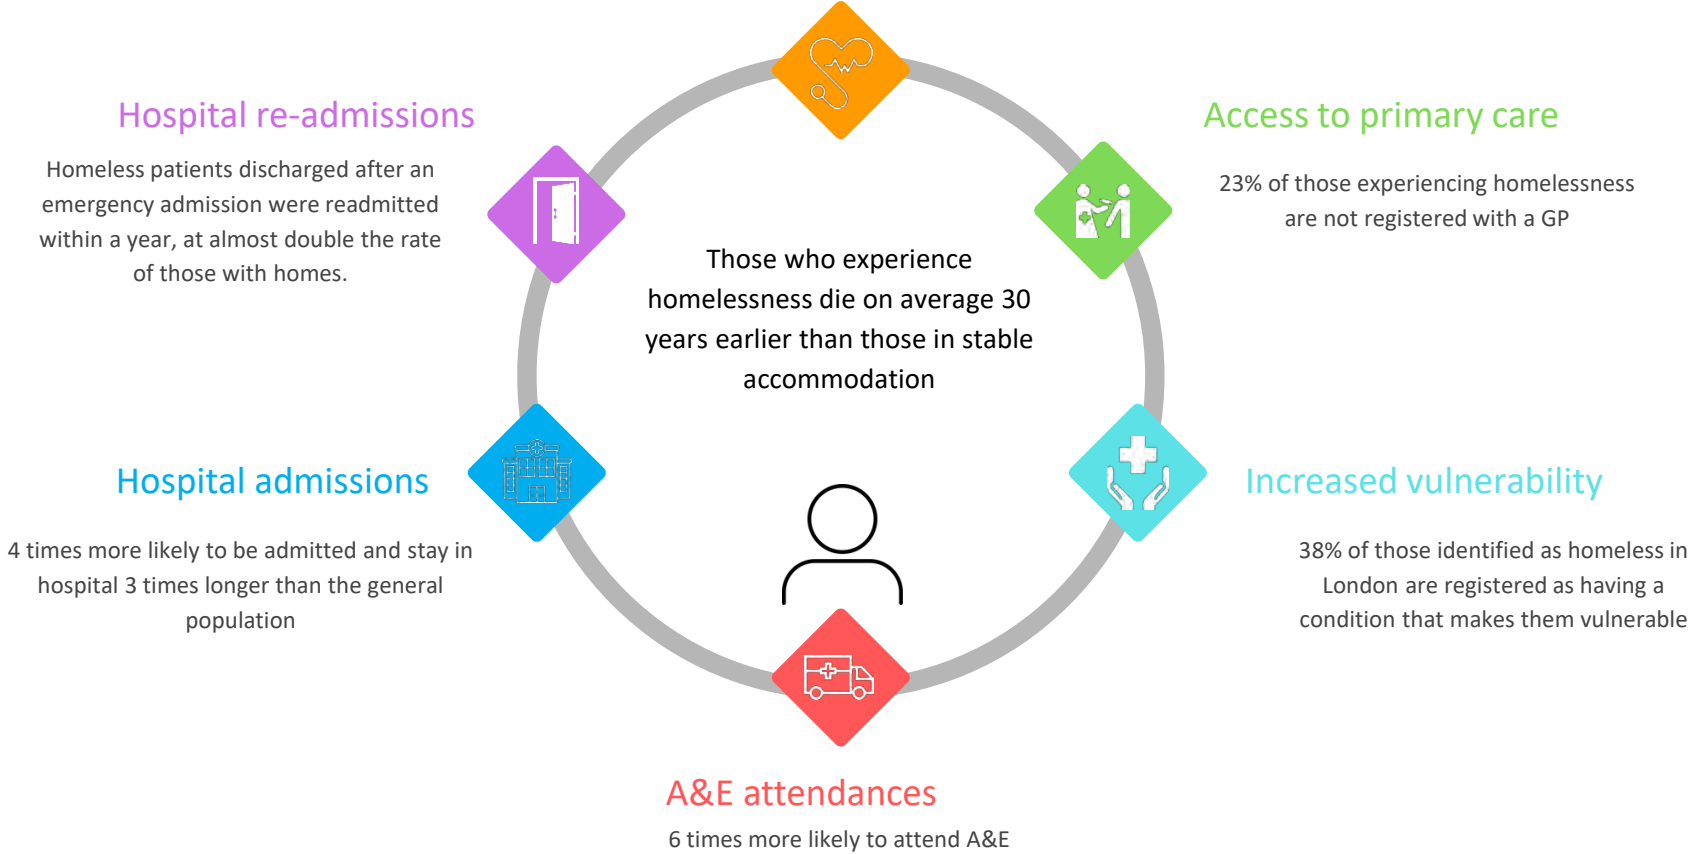 Hospital re-admissions
Homeless patients discharged after an
emergency admission were readmitted
within a year, at almost double the rate
of those with homes.
Access to primary care
23% of those experiencing homelessness
are not registered with a GP
Those who experience
homelessness die on average 30
years earlier than those in stable
accommodation
Hospital admissions
4 times more likely to be admitted and stay in
hospital 3 times longer than the general
population
Increased vulnerability
38% of those identified as homeless in
London are registered as having a
condition that makes them vulnerable
A&E attendances
6 times more likely to attend A&E